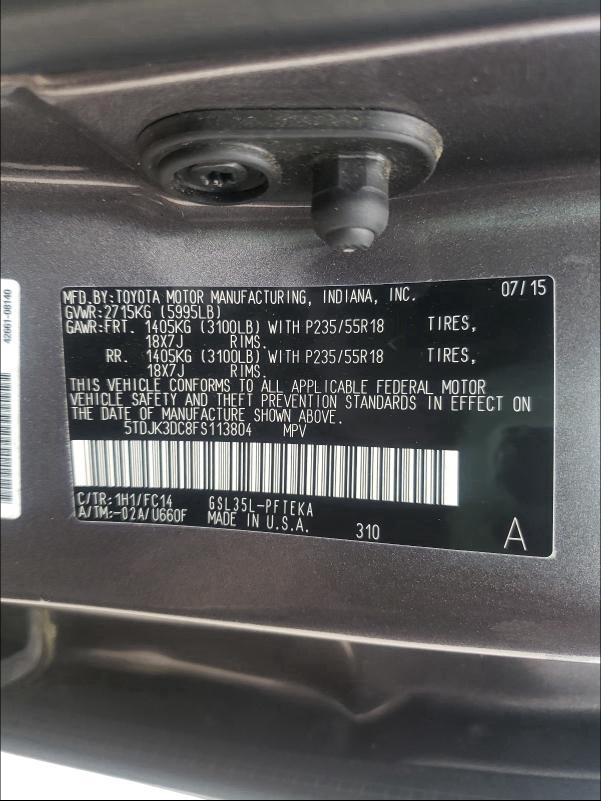 MFD.BY:TOYOTA MOTOR MANUFACTURING, INDIANA, INC. 07/15
GVWR:2715KG (5995LB)
GAWR:FRT. 1405KG (3100LB) WITH P235/55R18 TIRES,
18X7J RIMS.
RR. 1405KG (3100LB) WITH P235/55R18 TIRES,
18X7J RIMS.
THIS VEHICLE CONFORMS TO ALL APPLICABLE FEDERAL MOTOR
VEHICLE SAFETY AND THEFT PREVENTION STANDARDS IN EFFECT ON
THE DATE OF MANUFACTURE SHOWN ABOVE.
5TDJK3DC8FS113804 MPV
C/TR:1H1/FC14 GSL35L-PFTEKA
A/TM:-02A/U660F MADE IN U.S.A. 310 A
42661-08140